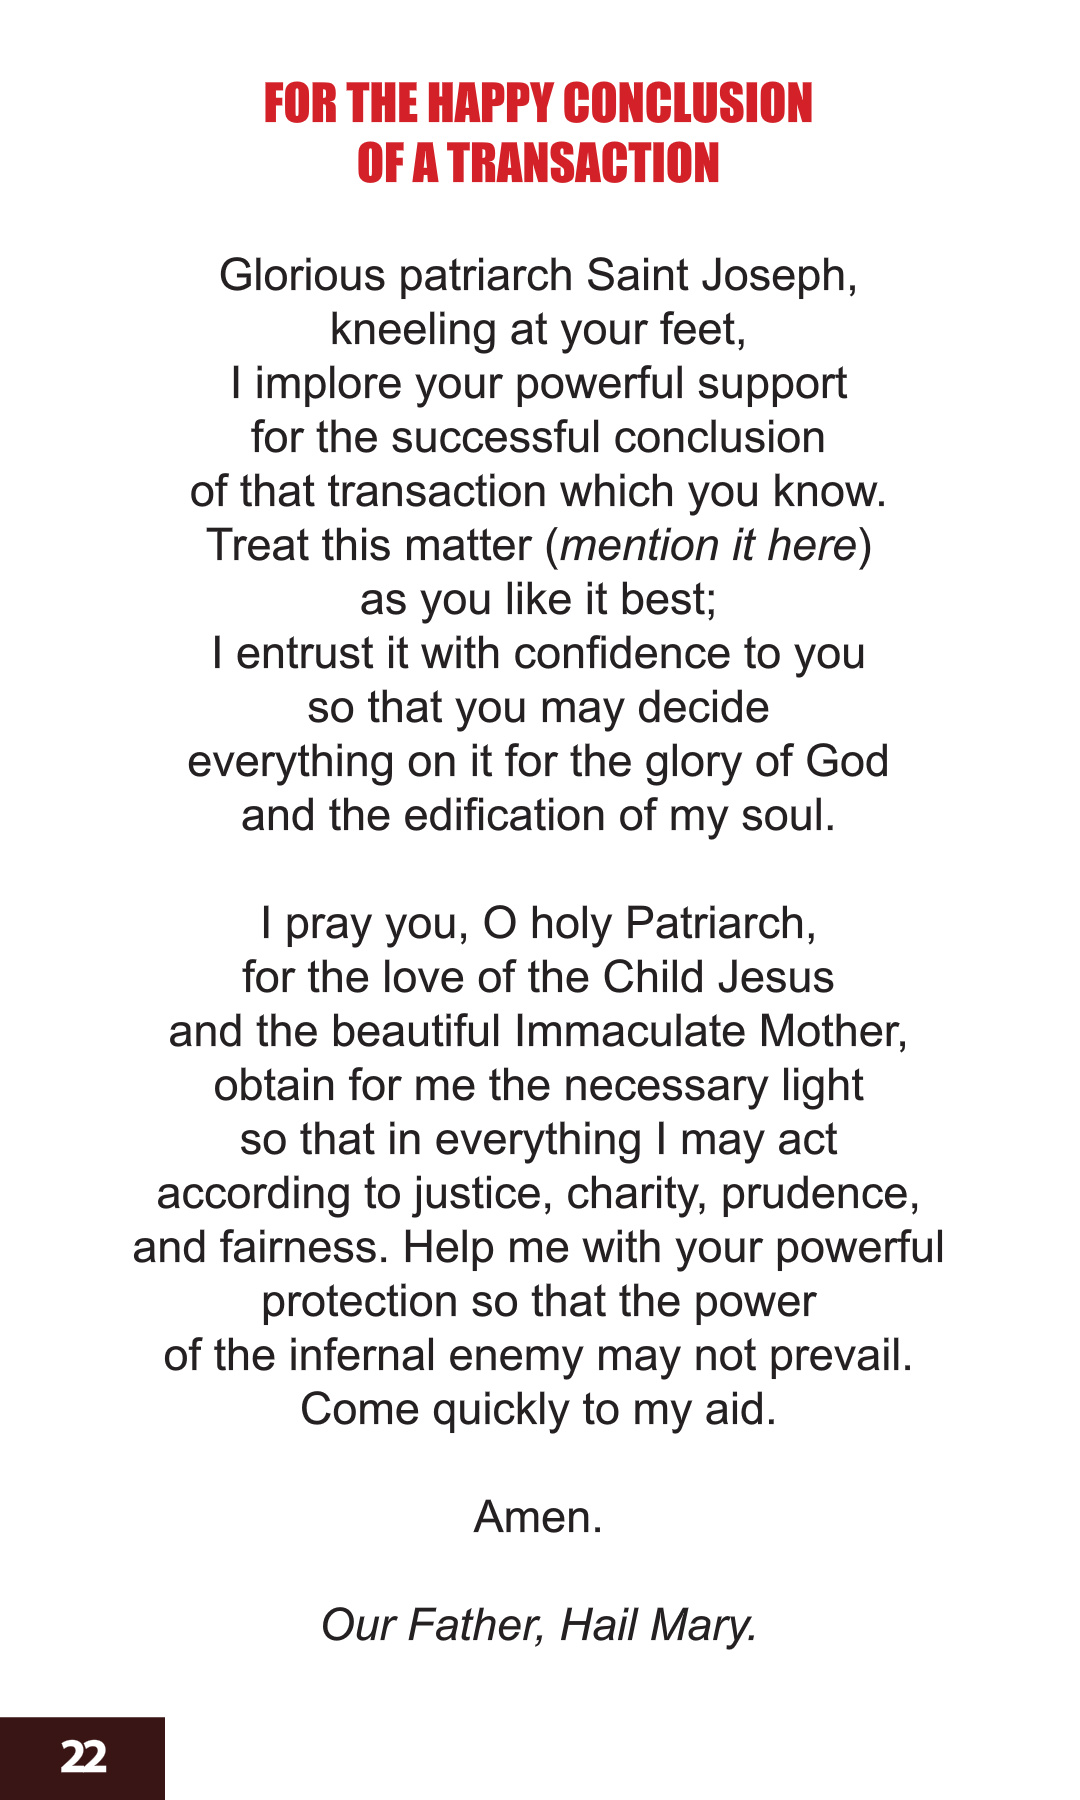 FOR THE HAPPY CONCLUSION
OF A TRANSACTION
Glorious patriarch Saint Joseph,
kneeling at your feet,
I implore your powerful support
for the successful conclusion
of that transaction which you know.
Treat this matter (mention it here)
as you like it best;
I entrust it with confidence to you
so that you may decide
everything on it for the glory of God
and the edification of my soul.
I pray you, O holy Patriarch,
for the love of the Child Jesus
and the beautiful Immaculate Mother,
obtain for me the necessary light
so that in everything I may act
according to justice, charity, prudence,
and fairness. Help me with your powerful
protection so that the power
of the infernal enemy may not prevail.
Come quickly to my aid.
Amen.
Our Father, Hail Mary.
22